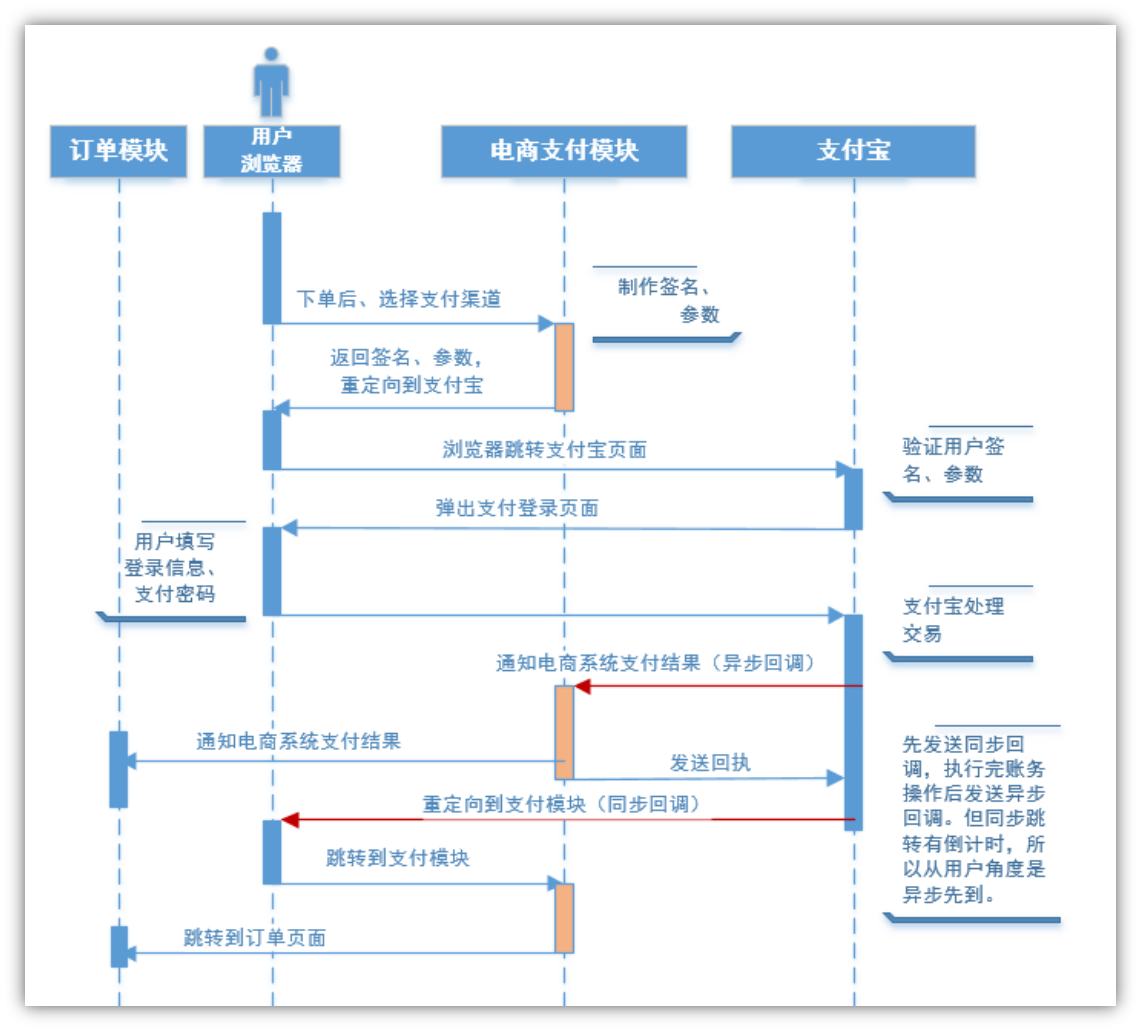 订单模块
用户
浏览器
电商支付模块
支付宝
下单后、选择支付渠道
制作签名、
参数
返回签名、参数，
重定向到支付宝
浏览器跳转支付宝页面
验证用户签
名、参数
弹出支付登录页面
用户填写
登录信息、
支付密码
支付宝处理
交易
通知电商系统支付结果（异步回调）
通知电商系统支付结果
发送回执
先发送同步回
调，执行完账务
操作后发送异步
回调。但同步跳
转有倒计时，所
以从用户角度是
异步先到。
重定向到支付模块（同步回调）
跳转到支付模块
跳转到订单页面